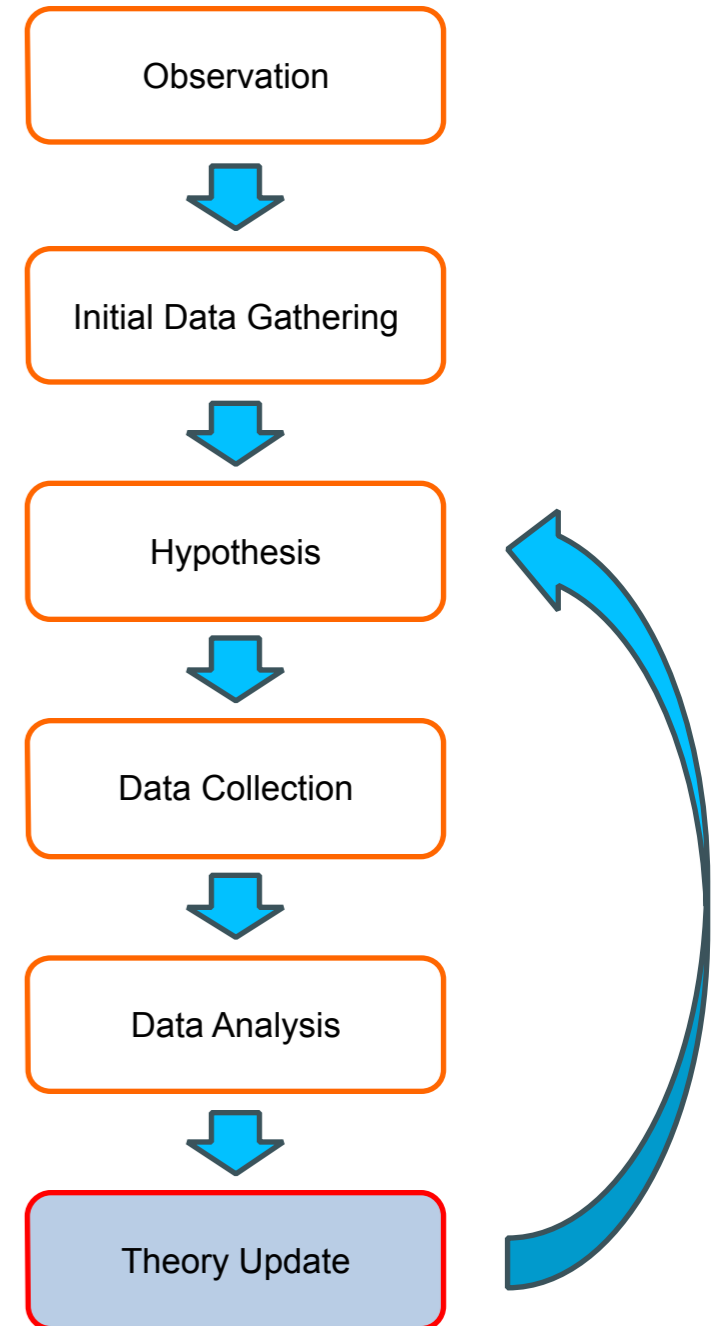 Observation
Initial Data Gathering
Hypothesis
Data Collection
Data Analysis
Theory Update